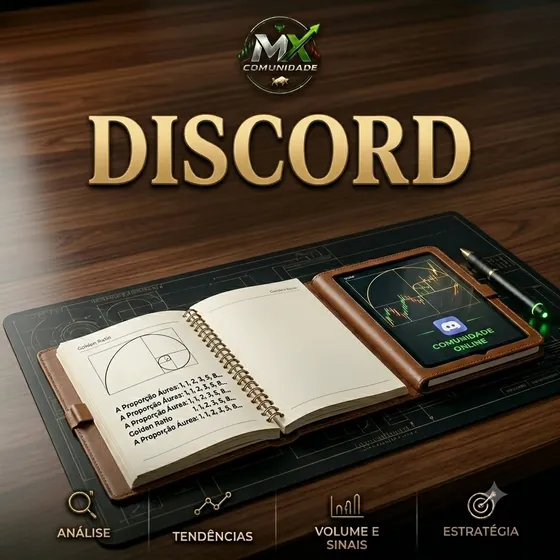 MX
COMUNIDADE
DISCORD
Golden Ratio
A Proporção Áurea: 1, 1, 2, 3, 5, 8...
A Proporção Áurea: 1, 1, 2, 3, 5, 8...
A Proporção Áurea: 1, 1, 2, 3, 5, 8...
Golden Ratio 1, 1, 2, 3, 5, 8...
A Proporção Áurea: 1, 1, 2, 3, 5, 8...
COMUNIDADE
ONLINE
ANÁLISE
TENDÊNCIAS
VOLUME E
SINAIS
ESTRATÉGIA